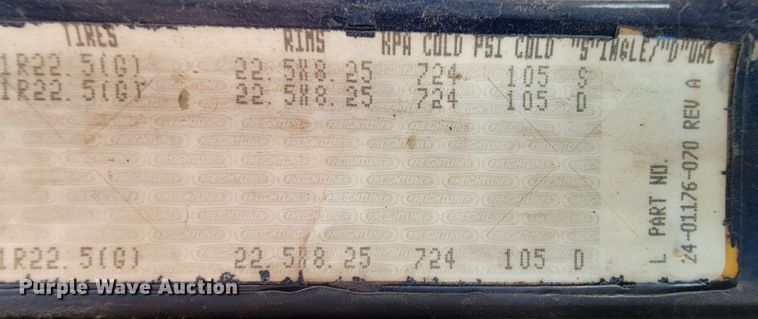 TIRES RIMS KPA COLD PSI COLD "S"INGLE/"D"UAL
1R22.5(G) 22.5X8.25 724 105 S
1R22.5(G) 22.5X8.25 724 105 D
1R22.5(G) 22.5X8.25 724 105 D
L PART NO.
24-01176-070 REV A
FREIGHTLINER
Purple Wave Auction